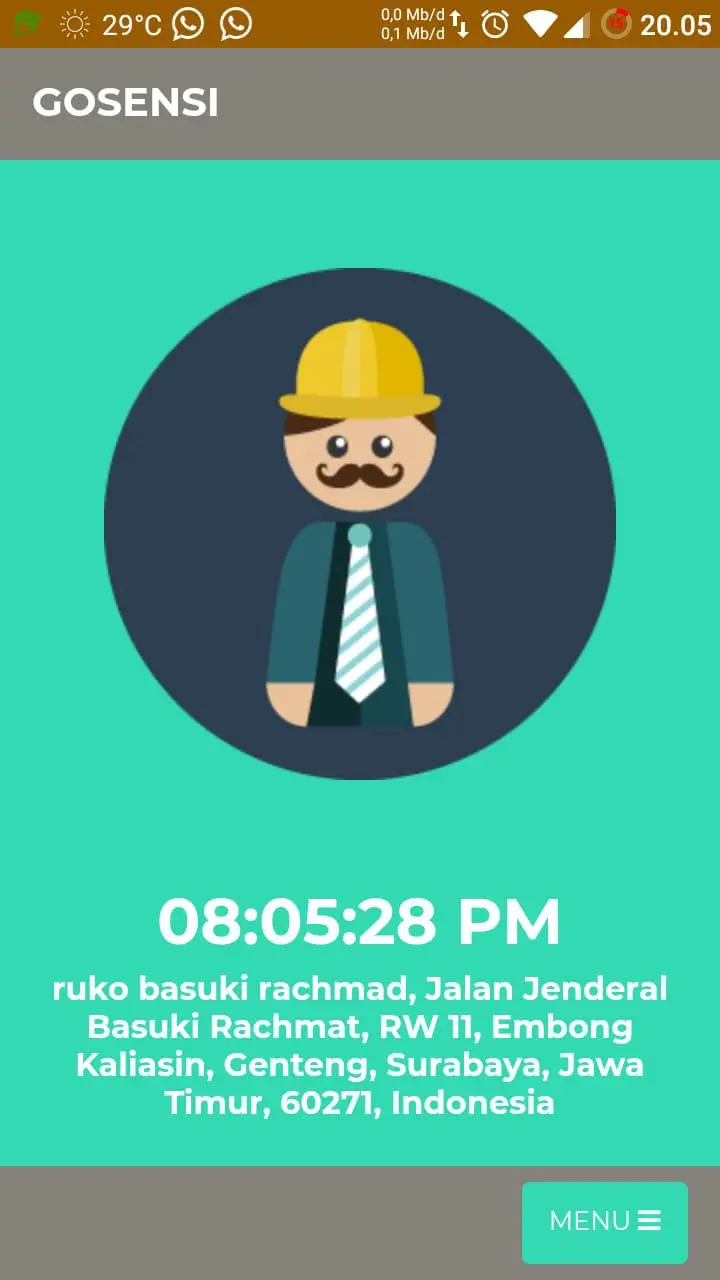 29°C 0,0 Mb/d 0,1 Mb/d 15 20.05
GOSENSI
08:05:28 PM
ruko basuki rachmad, Jalan Jenderal
Basuki Rachmat, RW 11, Embong
Kaliasin, Genteng, Surabaya, Jawa
Timur, 60271, Indonesia
MENU